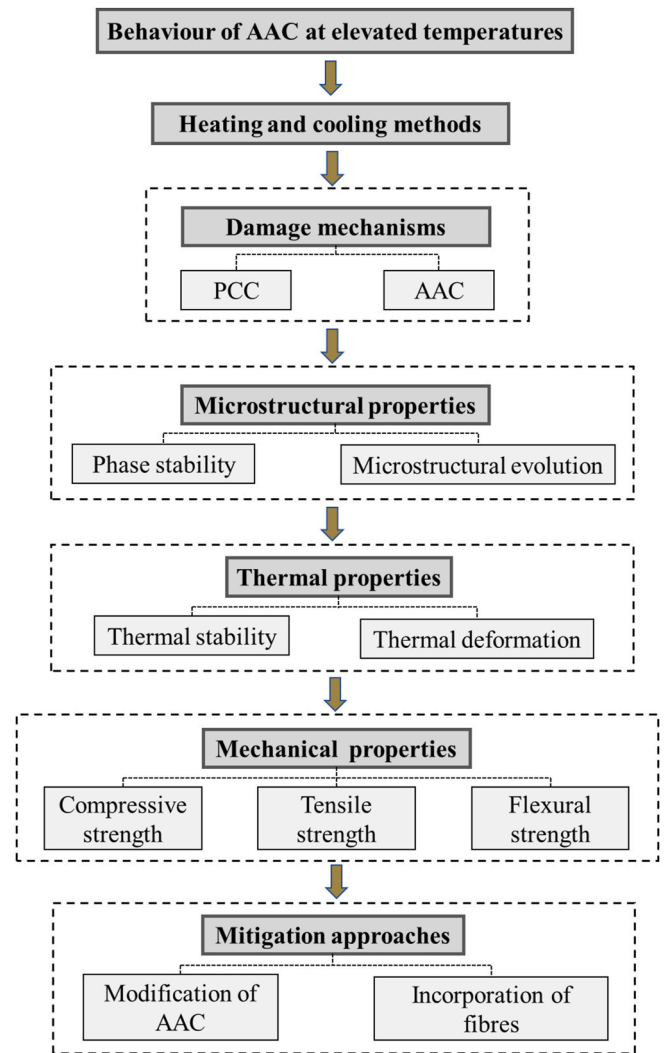 Behaviour of AAC at elevated temperatures
Heating and cooling methods
Damage mechanisms
PCC
AAC
Microstructural properties
Phase stability
Microstructural evolution
Thermal properties
Thermal stability
Thermal deformation
Mechanical properties
Compressive
strength
Tensile
strength
Flexural
strength
Mitigation approaches
Modification of
AAC
Incorporation of
fibres